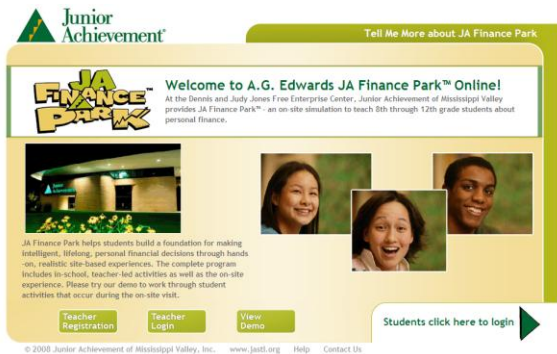 Junior
Achievement®
Tell Me More about JA Finance Park
JA
FINANCE
PARK™
Welcome to A.G. Edwards JA Finance Park™ Online!
At the Dennis and Judy Jones Free Enterprise Center, Junior Achievement of Mississippi Valley
provides JA Finance Park™ - an on-site simulation to teach 8th through 12th grade students about
personal finance.
Junior
Achievement
JA Finance Park helps students build a foundation for making
intelligent, lifelong, personal financial decisions through hands
-on, realistic site-based experiences. The complete program
includes in-school, teacher-led activities as well as the on-site
experience. Please try our demo to work through student
activities that occur during the on-site visit.
Teacher
Registration
Teacher
Login
View
Demo
Students click here to login
© 2008 Junior Achievement of Mississippi Valley, Inc. www.jastl.org Help Contact Us